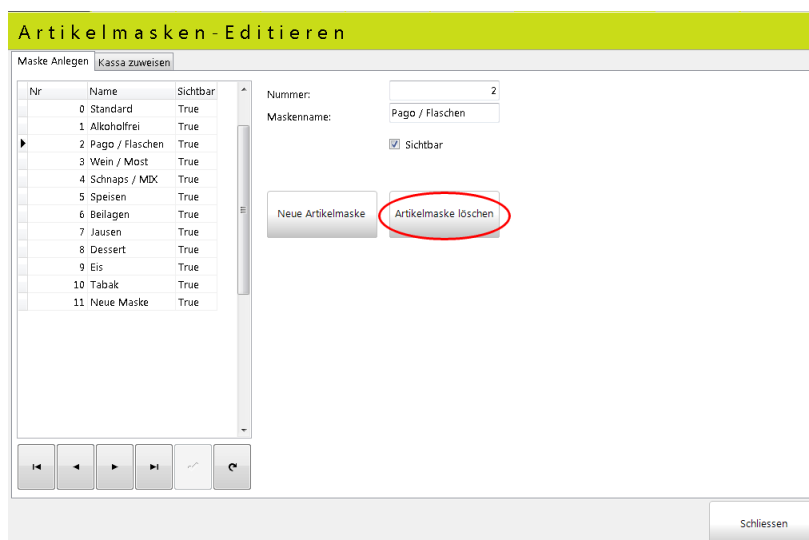 Artikelmasken-Editieren
Maske Anlegen Kassa zuweisen
Nr Name Sichtbar
0 Standard True
1 Alkoholfrei True
2 Pago / Flaschen True
3 Wein / Most True
4 Schnaps / MIX True
5 Speisen True
6 Beilagen True
7 Jausen True
8 Dessert True
9 Eis True
10 Tabak True
11 Neue Maske True
Nummer: 2
Maskenname: Pago / Flaschen
Sichtbar
Neue Artikelmaske Artikelmaske löschen
Schliessen